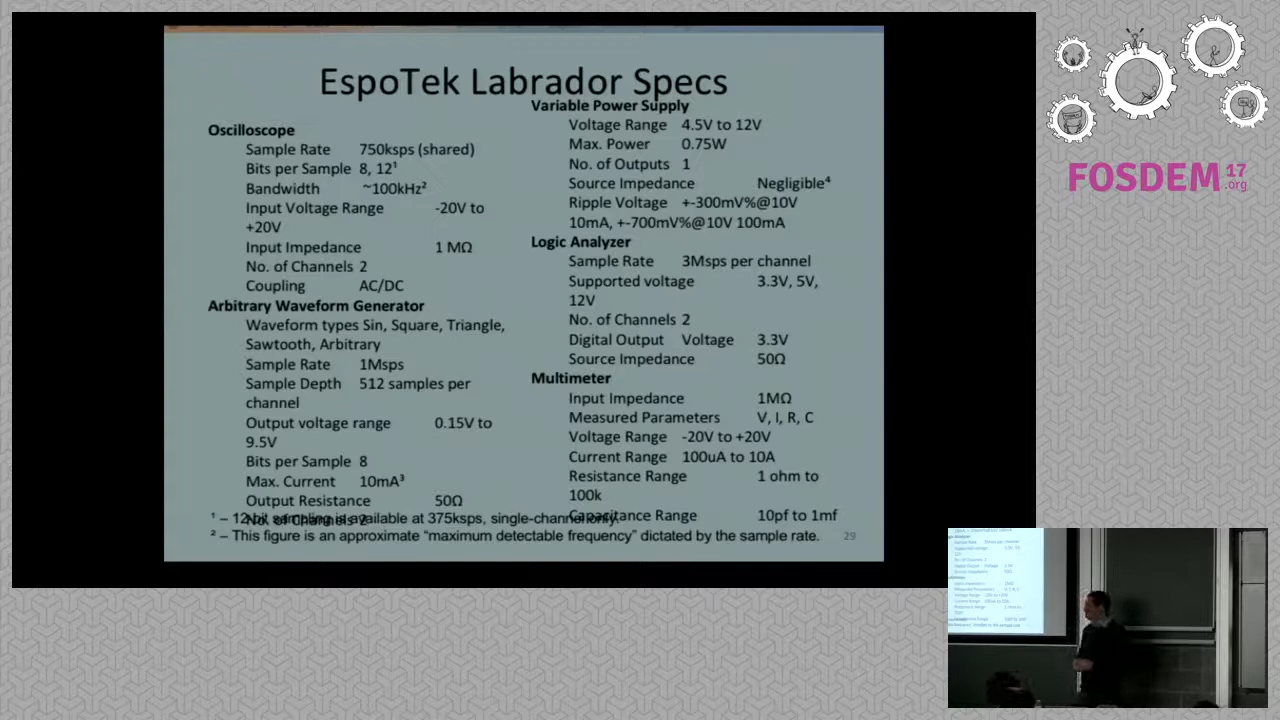 EspoTek Labrador Specs
Oscilloscope
Sample Rate 750ksps (shared)
Bits per Sample 8, 12¹
Bandwidth ~100kHz²
Input Voltage Range -20V to
+20V
Input Impedance 1 MΩ
No. of Channels 2
Coupling AC/DC
Arbitrary Waveform Generator
Waveform types Sin, Square, Triangle,
Sawtooth, Arbitrary
Sample Rate 1Msps
Sample Depth 512 samples per
channel
Output voltage range 0.15V to
9.5V
Bits per Sample 8
Max. Current 10mA³
Output Resistance 50Ω
No. of Channels 2
Variable Power Supply
Voltage Range 4.5V to 12V
Max. Power 0.75W
No. of Outputs 1
Source Impedance Negligible⁴
Ripple Voltage +-300mV%@10V
10mA, +-700mV%@10V 100mA
Logic Analyzer
Sample Rate 3Msps per channel
Supported voltage 3.3V, 5V,
12V
No. of Channels 2
Digital Output Voltage 3.3V
Source Impedance 50Ω
Multimeter
Input Impedance 1MΩ
Measured Parameters V, I, R, C
Voltage Range -20V to +20V
Current Range 100uA to 10A
Resistance Range 1 ohm to
100k
Capacitance Range 10pf to 1mf
¹ – 12-bit sampling is available at 375ksps, single-channel only.
² – This figure is an approximate “maximum detectable frequency” dictated by the sample rate.
29
FOSDEM 17
.org